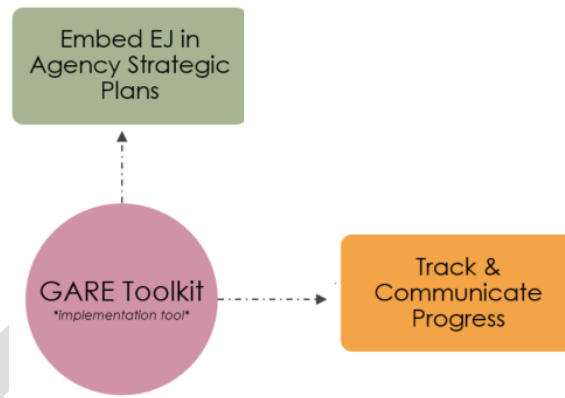 Embed EJ in
Agency Strategic
Plans
GARE Toolkit
*implementation tool*
Track &
Communicate
Progress